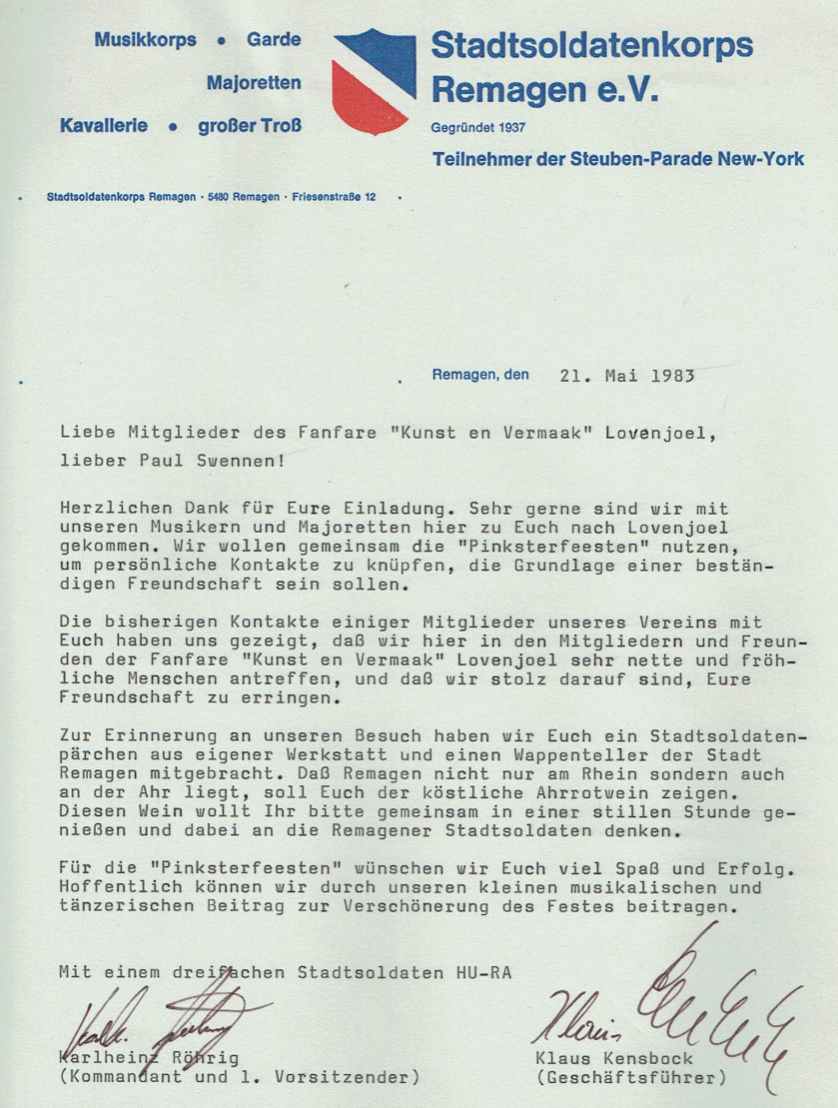 Musikkorps • Garde
Majoretten
Kavallerie • großer Troß
Stadtsoldatenkorps
Remagen e.V.
Gegründet 1937
Teilnehmer der Steuben-Parade New-York
Stadtsoldatenkorps Remagen · 5480 Remagen · Friesenstraße 12
Remagen, den 21. Mai 1983
Liebe Mitglieder des Fanfare "Kunst en Vermaak" Lovenjoel,
lieber Paul Swennen!
Herzlichen Dank für Eure Einladung. Sehr gerne sind wir mit
unseren Musikern und Majoretten hier zu Euch nach Lovenjoel
gekommen. Wir wollen gemeinsam die "Pinksterfeesten" nutzen,
um persönliche Kontakte zu knüpfen, die Grundlage einer bestän-
digen Freundschaft sein sollen.
Die bisherigen Kontakte einiger Mitglieder unseres Vereins mit
Euch haben uns gezeigt, daß wir hier in den Mitgliedern und Freun-
den der Fanfare "Kunst en Vermaak" Lovenjoel sehr nette und fröh-
liche Menschen antreffen, und daß wir stolz darauf sind, Eure
Freundschaft zu erringen.
Zur Erinnerung an unseren Besuch haben wir Euch ein Stadtsoldaten-
pärchen aus eigener Werkstatt und einen Wappenteller der Stadt
Remagen mitgebracht. Daß Remagen nicht nur am Rhein sondern auch
an der Ahr liegt, soll Euch der köstliche Ahrrotwein zeigen.
Diesen Wein wollt Ihr bitte gemeinsam in einer stillen Stunde ge-
nießen und dabei an die Remagener Stadtsoldaten denken.
Für die "Pinksterfeesten" wünschen wir Euch viel Spaß und Erfolg.
Hoffentlich können wir durch unseren kleinen musikalischen und
tänzerischen Beitrag zur Verschönerung des Festes beitragen.
Mit einem dreifachen Stadtsoldaten HU-RA
Klaus
Karlheinz Röhrig
(Kommandant und 1. Vorsitzender)
Klaus Kensbock
(Geschäftsführer)